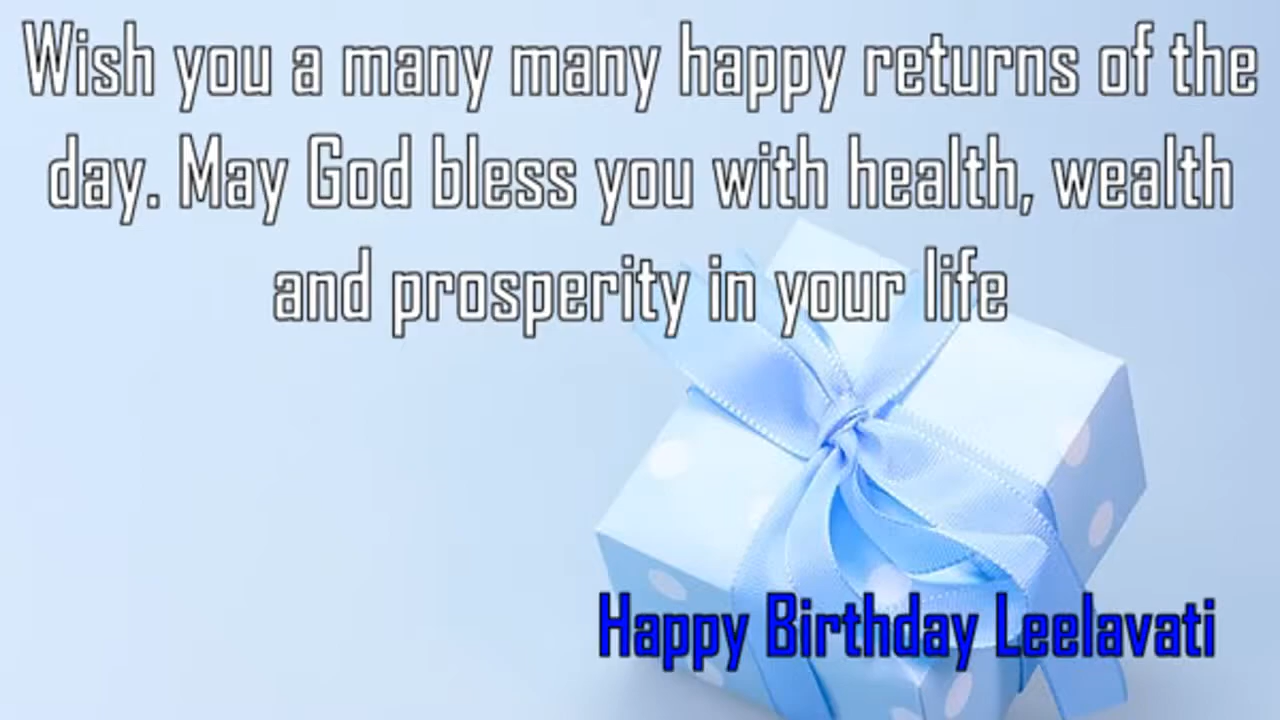 Wish you a many many happy returns of the
day. May God bless you with health, wealth
and prosperity in your life
Happy Birthday Leelavati